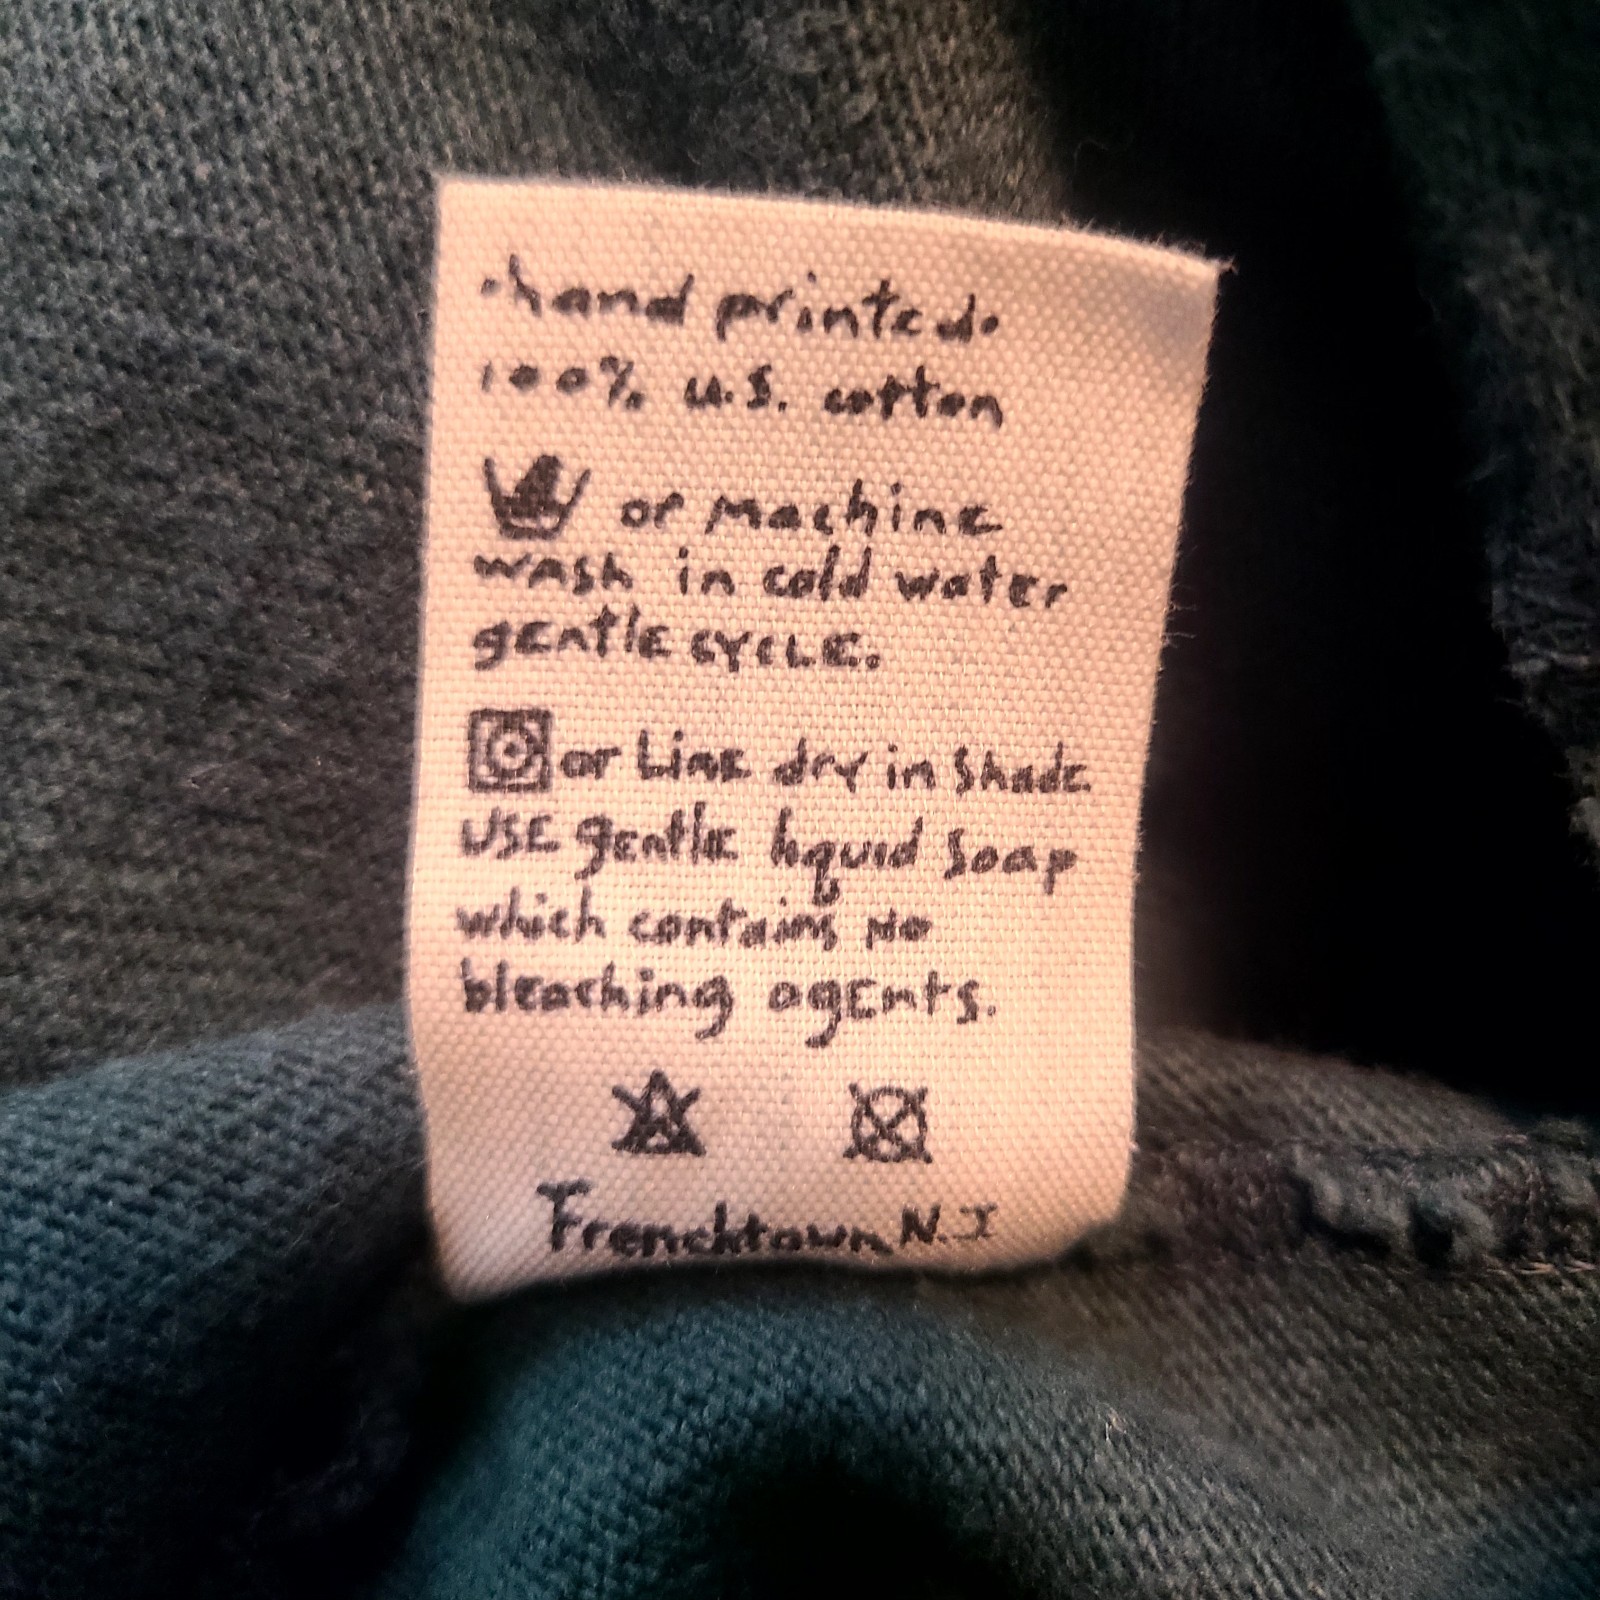 ·hand printed·
100% U.S. cotton
or machine
wash in cold water
gentle cycle.
or Line dry in shade
USE gentle liquid soap
which contains no
bleaching agents.
Frenchtown N.J